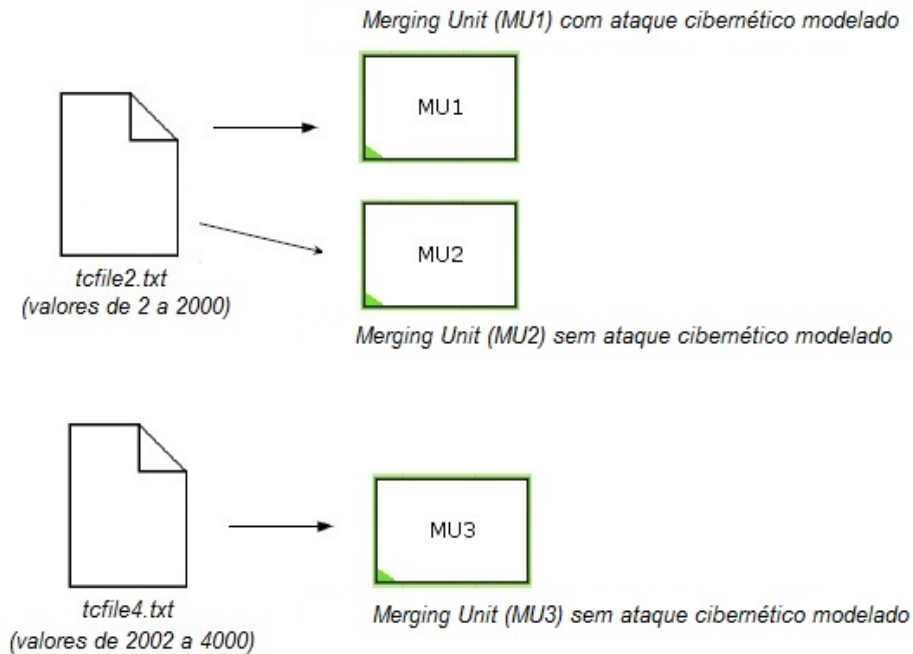 Merging Unit (MU1) com ataque cibernético modelado
MU1
MU2
tcfile2.txt
(valores de 2 a 2000)
Merging Unit (MU2) sem ataque cibernético modelado
MU3
tcfile4.txt
(valores de 2002 a 4000)
Merging Unit (MU3) sem ataque cibernético modelado